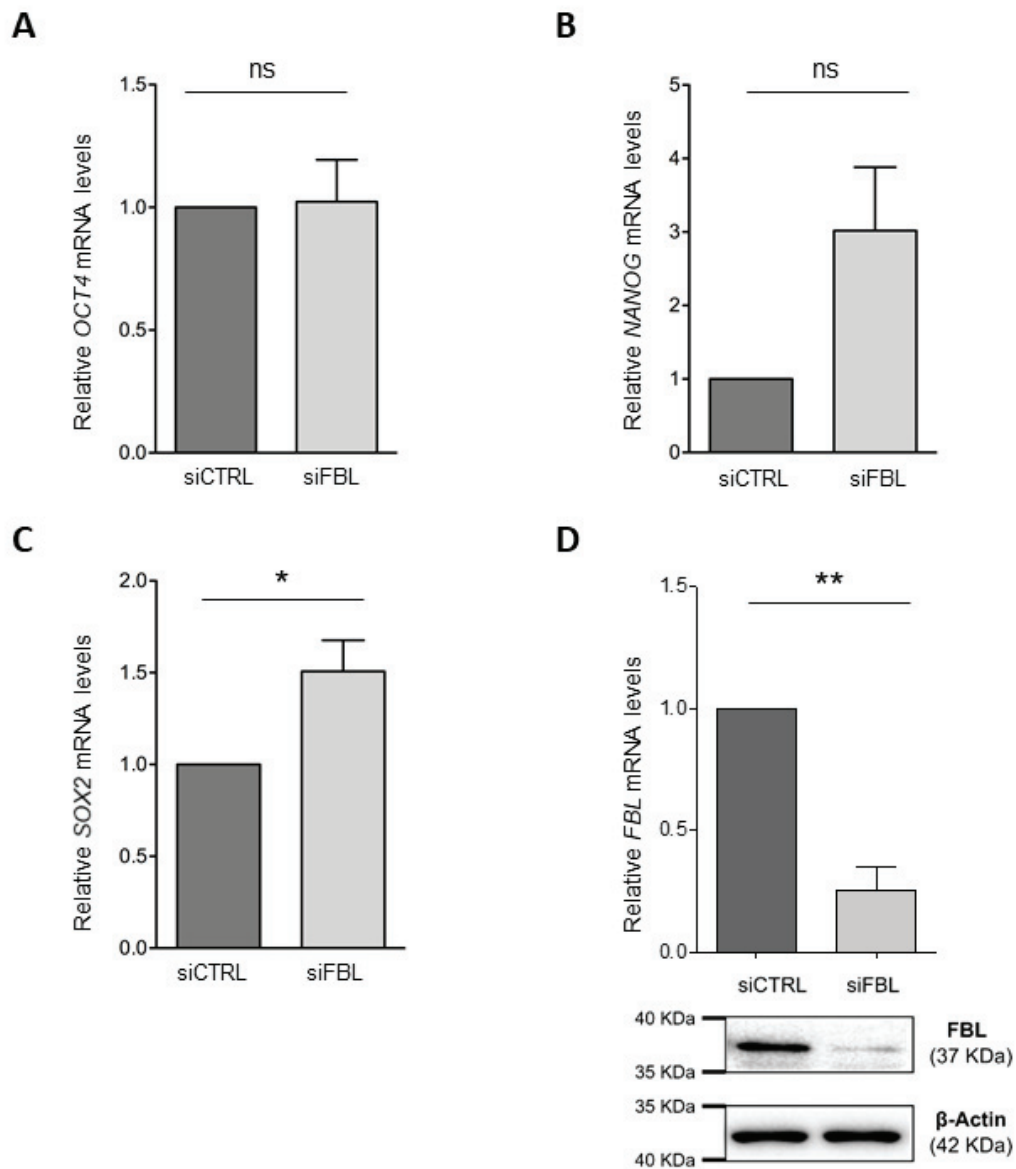 A
ns
Relative OCT4 mRNA levels
1.5
1.0
0.5
0.0
siCTRL
siFBL
B
ns
Relative NANOG mRNA levels
5
4
3
2
1
0
siCTRL
siFBL
C
*
Relative SOX2 mRNA levels
2.0
1.5
1.0
0.5
0.0
siCTRL
siFBL
D
**
Relative FBL mRNA levels
1.5
1.0
0.5
0.0
siCTRL
siFBL
40 KDa
35 KDa
FBL
(37 KDa)
35 KDa
40 KDa
β-Actin
(42 KDa)